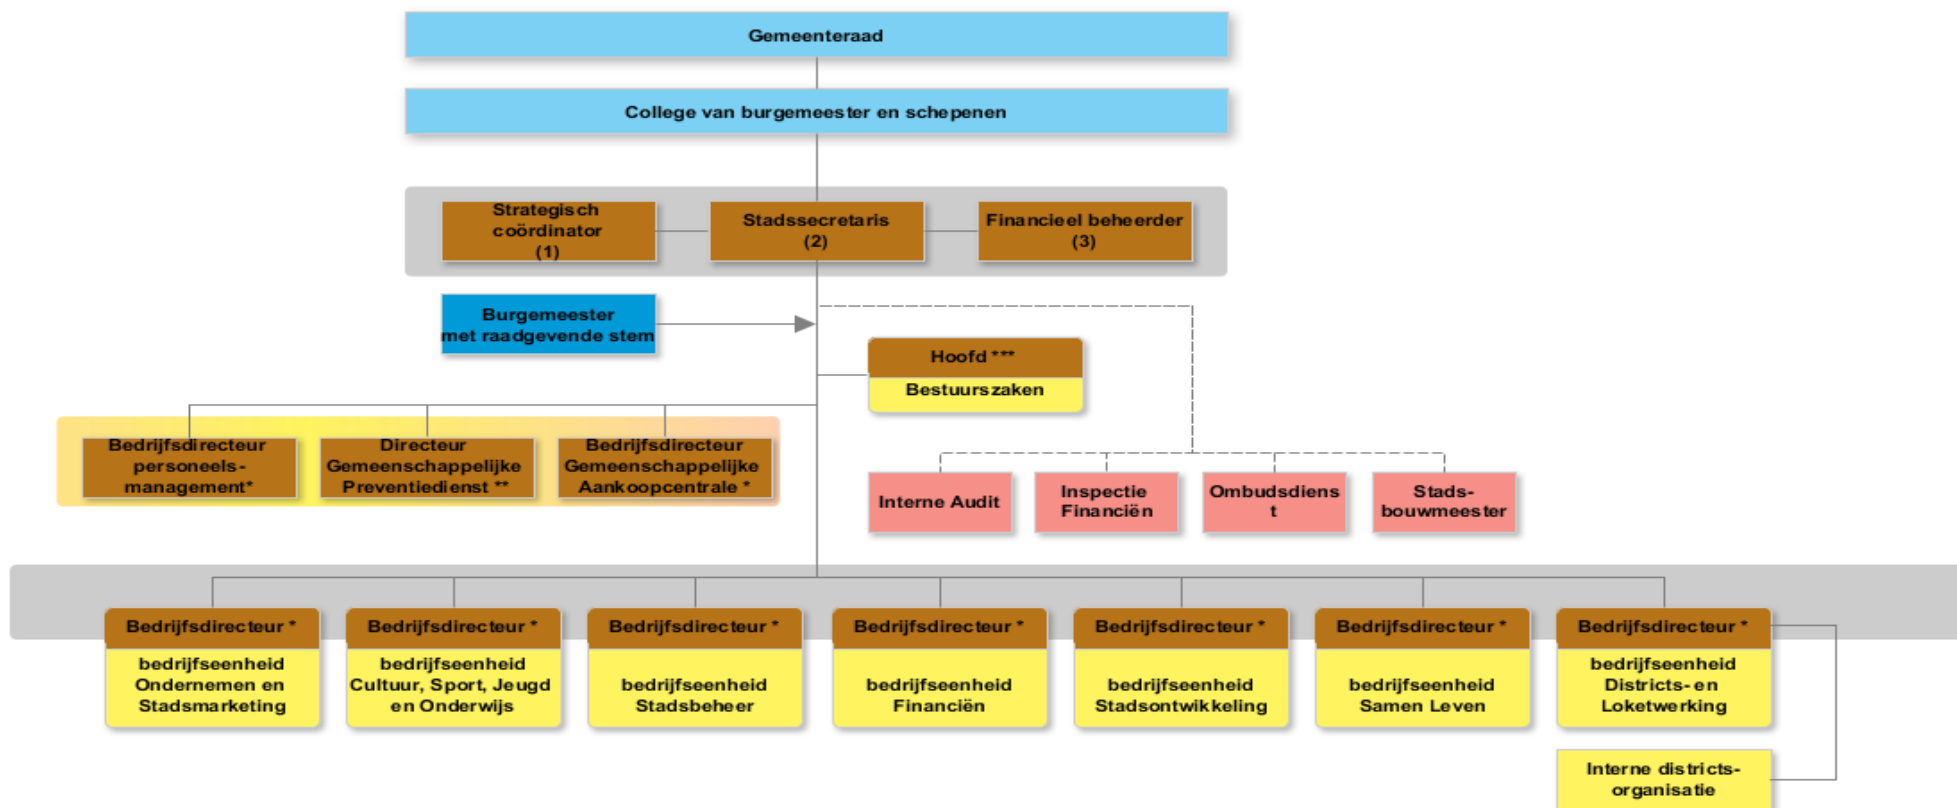 Gemeenteraad
College van burgemeester en schepenen
Strategisch
coördinator
(1)
Stadssecretaris
(2)
Financieel beheerder
(3)
Burgemeester
met raadgevende stem
Hoofd ***
Bestuurszaken
Bedrijfsdirecteur
personeels-
management*
Directeur
Gemeenschappelijke
Preventiedienst **
Bedrijfsdirecteur
Gemeenschappelijke
Aankoopcentrale *
Interne Audit
Inspectie
Financiën
Ombudsdiens
t
Stads-
bouwmeester
Bedrijfsdirecteur *
bedrijfseenheid
Ondernemen en
Stadsmarketing
Bedrijfsdirecteur *
bedrijfseenheid
Cultuur, Sport, Jeugd
en Onderwijs
Bedrijfsdirecteur *
bedrijfseenheid
Stadsbeheer
Bedrijfsdirecteur *
bedrijfseenheid
Financiën
Bedrijfsdirecteur *
bedrijfseenheid
Stadsontwikkeling
Bedrijfsdirecteur *
bedrijfseenheid
Samen Leven
Bedrijfsdirecteur *
bedrijfseenheid
Districts- en
Loketwerking
Interne districts-
organisatie